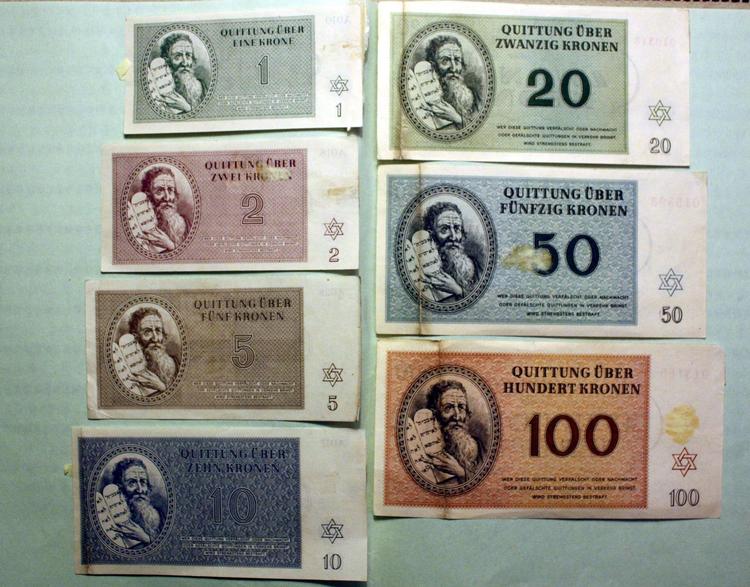 QUITTUNG ÜBER
EINE KRONE
1
1
QUITTUNG ÜBER
ZWEI KRONEN
2
2
QUITTUNG ÜBER
FÜNF KRONEN
5
5
QUITTUNG ÜBER
ZEHN KRONEN
10
10
QUITTUNG ÜBER
ZWANZIG KRONEN
20
WER DIESE QUITTUNG VERFÄLSCHT ODER NACHMACHT
ODER GEFÄLSCHTE QUITTUNGEN IN VERKEHR BRINGT,
WIRD STRENGSTENS BESTRAFT.
20
QUITTUNG ÜBER
FÜNFZIG KRONEN
50
WER DIESE QUITTUNG VERFÄLSCHT ODER NACHMACHT
ODER GEFÄLSCHTE QUITTUNGEN IN VERKEHR BRINGT,
WIRD STRENGSTENS BESTRAFT.
50
QUITTUNG ÜBER
HUNDERT KRONEN
100
WER DIESE QUITTUNG VERFÄLSCHT ODER NACHMACHT
ODER GEFÄLSCHTE QUITTUNGEN IN VERKEHR BRINGT,
WIRD STRENGSTENS BESTRAFT.
100